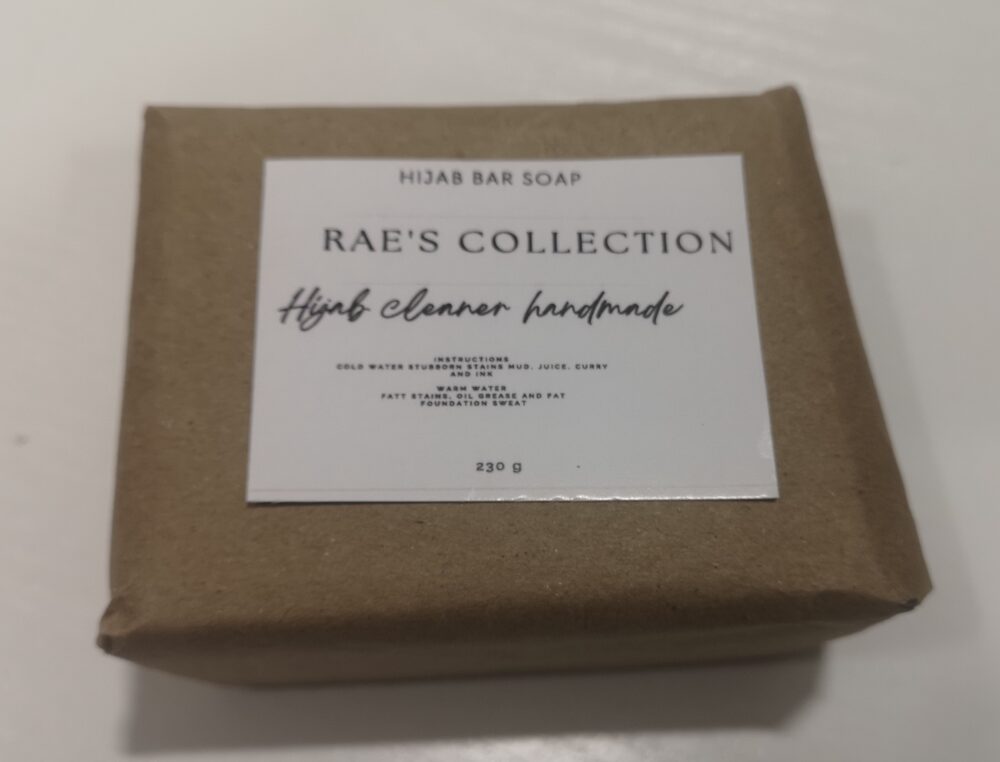 HIJAB BAR SOAP
RAE'S COLLECTION
Hijab cleaner handmade
INSTRUCTIONS
COLD WATER STUBBORN STAINS MUD, JUICE, CURRY
AND INK
WARM WATER
FATT STAINS, OIL GREASE AND FAT
FOUNDATION SWEAT
230 g